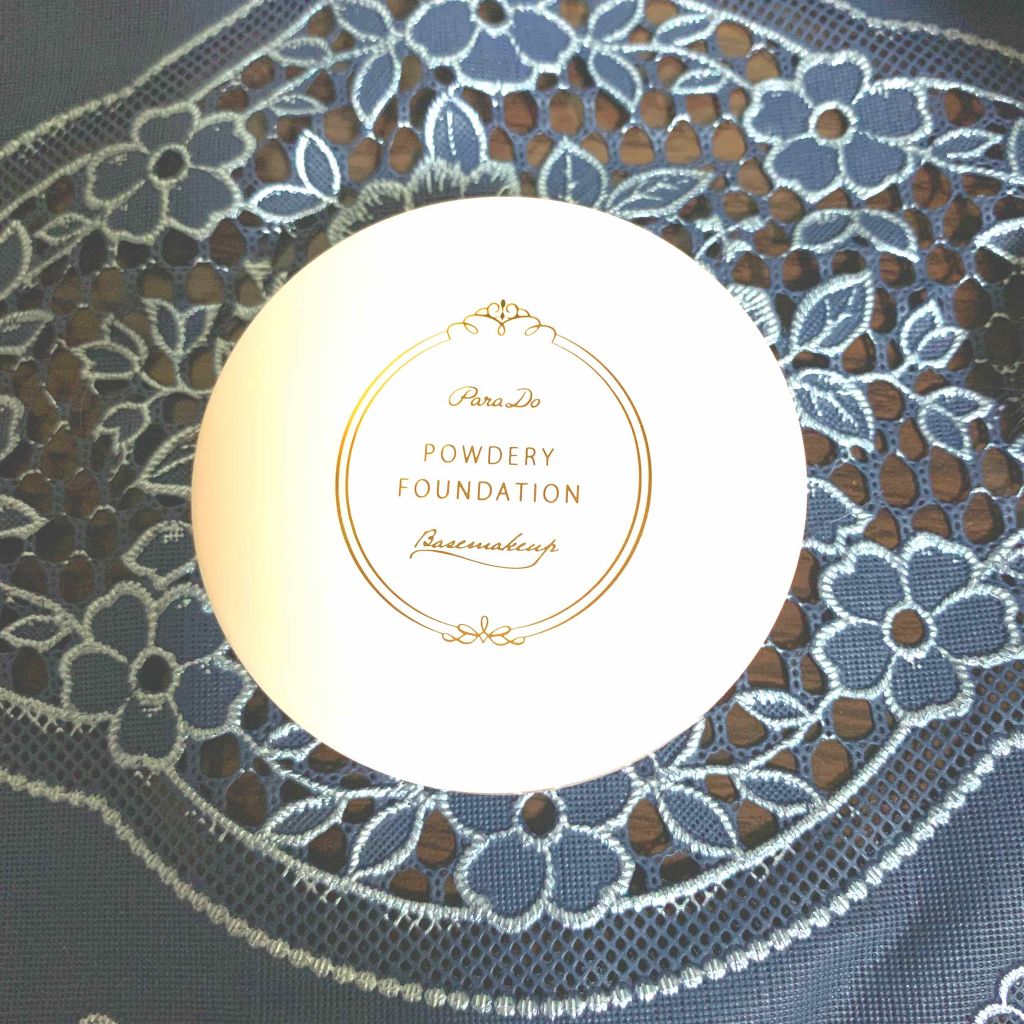 ParaDo
POWDERY
FOUNDATION
Basemakeup